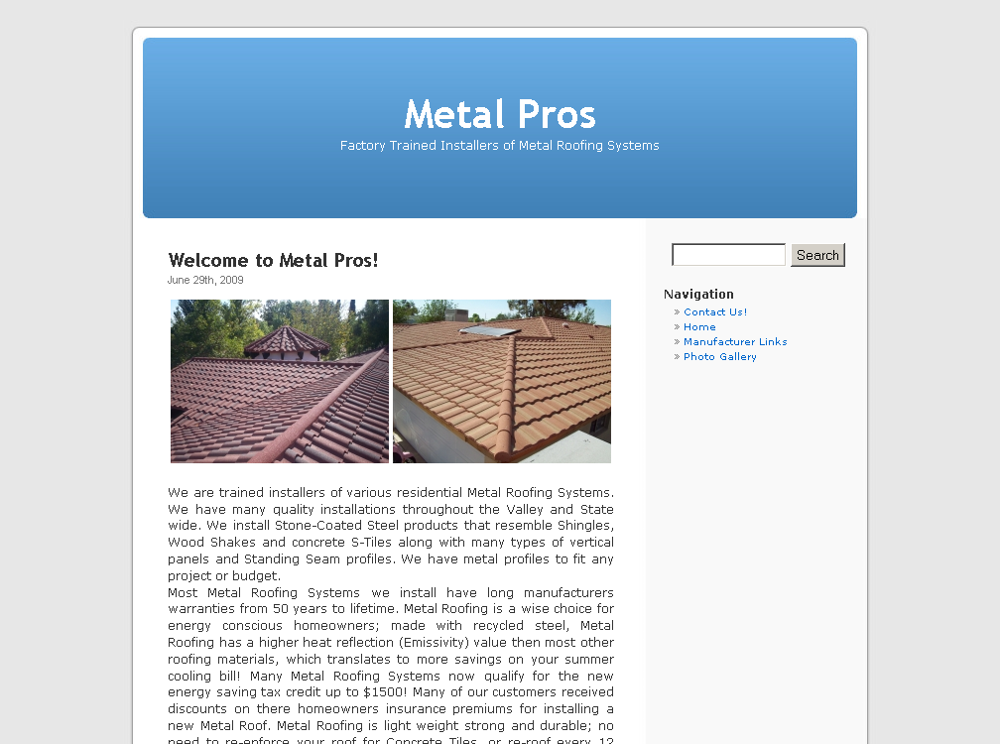 Metal Pros
Factory Trained Installers of Metal Roofing Systems
Welcome to Metal Pros!
June 29th, 2009
We are trained installers of various residential Metal Roofing Systems.
We have many quality installations throughout the Valley and State
wide. We install Stone-Coated Steel products that resemble Shingles,
Wood Shakes and concrete S-Tiles along with many types of vertical
panels and Standing Seam profiles. We have metal profiles to fit any
project or budget.
Most Metal Roofing Systems we install have long manufacturers
warranties from 50 years to lifetime. Metal Roofing is a wise choice for
energy conscious homeowners; made with recycled steel, Metal
Roofing has a higher heat reflection (Emissivity) value then most other
roofing materials, which translates to more savings on your summer
cooling bill! Many Metal Roofing Systems now qualify for the new
energy saving tax credit up to $1500! Many of our customers received
discounts on there homeowners insurance premiums for installing a
new Metal Roof. Metal Roofing is light weight strong and durable; no
need to re-enforce your roof for Concrete Tiles, or re-roof every 12
Search
Navigation
» Contact Us!
» Home
» Manufacturer Links
» Photo Gallery